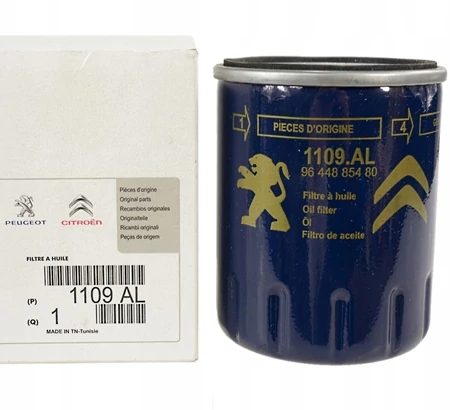 PEUGEOT
CITROËN
Pièces d'origine
Original parts
Recambios originales
Originalteile
Ricambi originali
Peças de origem
FILTRE A HUILE
(P) 1109 AL
(Q) 1
MADE IN TN-Tunisie
1 PIECES D'ORIGINE 4
1109.AL
96 448 854 80
Filtre à huile
Oil filter
Öl
Filtro de aceite